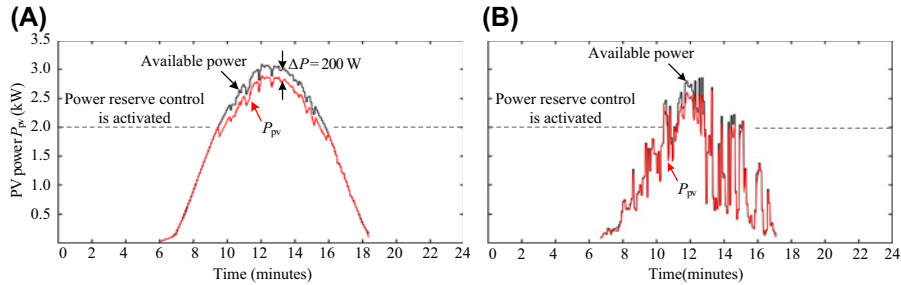 (A)
PV power P_pv (kW)
3.5
3.0
2.5
2.0
1.5
1.0
0.5
Available power
ΔP = 200 W
Power reserve control
is activated
P_pv
0 2 4 6 8 10 12 14 16 18 20 22 24
Time (minutes)
(B)
Available power
Power reserve control
is activated
P_pv
0 2 4 6 8 10 12 14 16 18 20 22 24
Time(minutes)